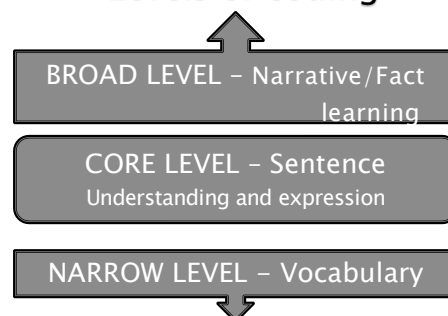 BROAD LEVEL – Narrative/Fact
learning
CORE LEVEL – Sentence
Understanding and expression
NARROW LEVEL – Vocabulary